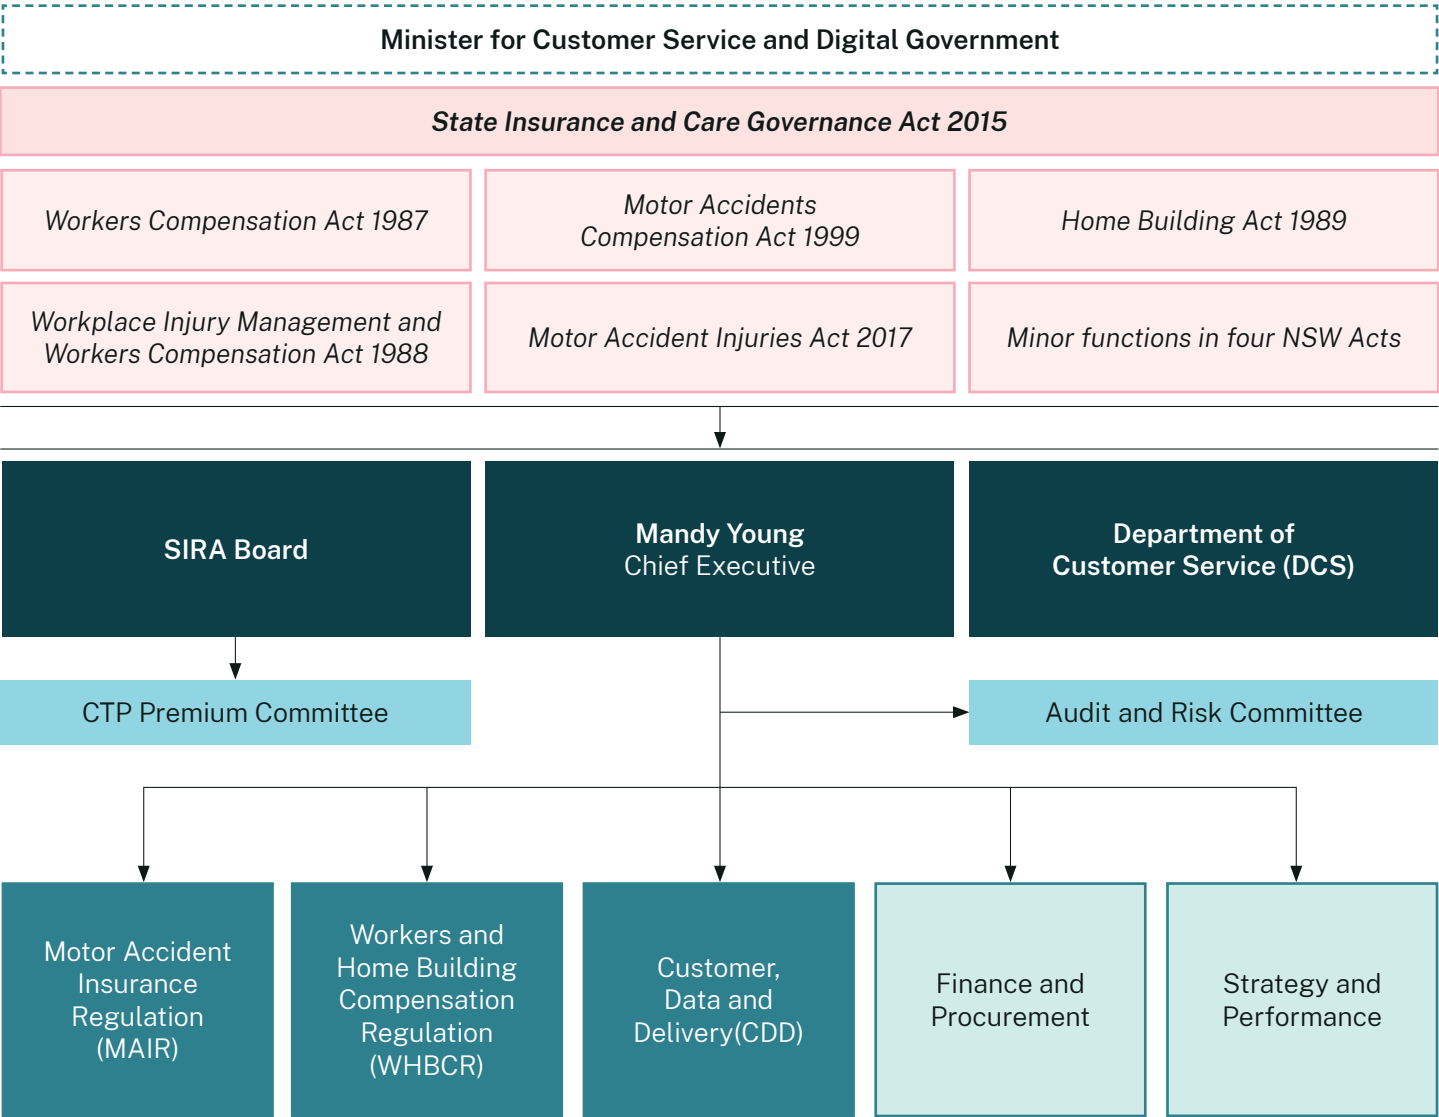 Minister for Customer Service and Digital Government
State Insurance and Care Governance Act 2015
Workers Compensation Act 1987
Motor Accidents
Compensation Act 1999
Home Building Act 1989
Workplace Injury Management and
Workers Compensation Act 1988
Motor Accident Injuries Act 2017
Minor functions in four NSW Acts
SIRA Board
Mandy Young
Chief Executive
Department of
Customer Service (DCS)
CTP Premium Committee
Audit and Risk Committee
Motor Accident
Insurance
Regulation
(MAIR)
Workers and
Home Building
Compensation
Regulation
(WHBCR)
Customer,
Data and
Delivery(CDD)
Finance and
Procurement
Strategy and
Performance